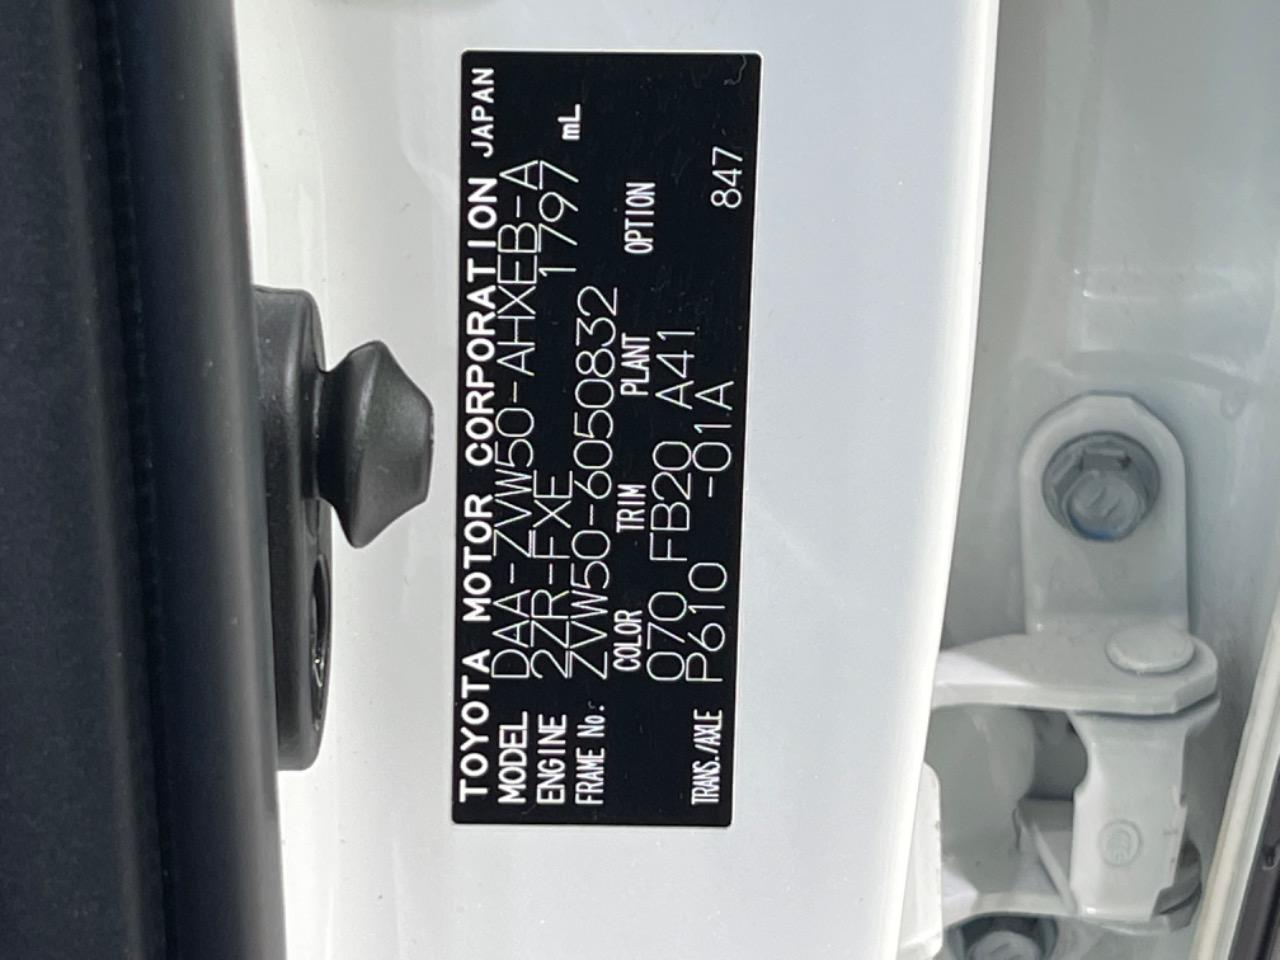 TOYOTA MOTOR CORPORATION JAPAN
MODEL DAA-ZVW50-AHXEB-A
ENGINE 2ZR-FXE 1797 mL
FRAME No. ZVW50-6050832
COLOR TRIM PLANT OPTION
070 FB20 A41
TRANS./AXLE P610 -01A 847